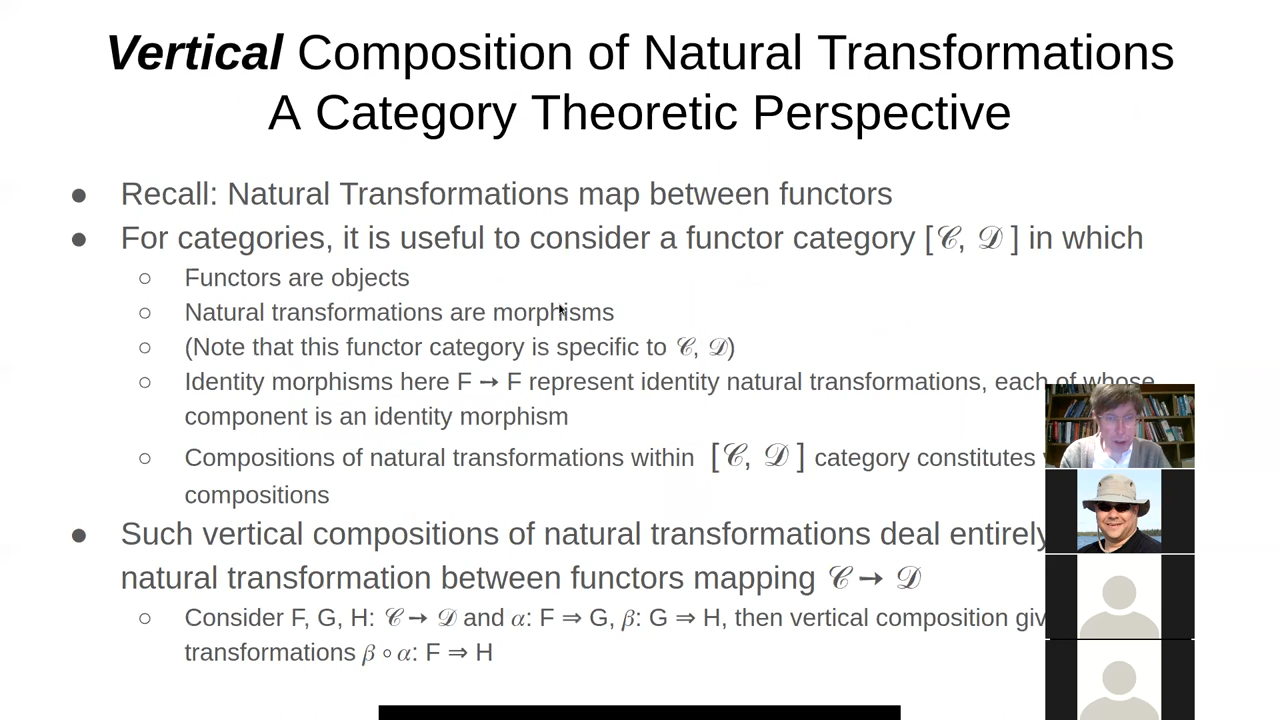 Vertical Composition of Natural Transformations
A Category Theoretic Perspective
● Recall: Natural Transformations map between functors
● For categories, it is useful to consider a functor category [𝒞, 𝒟 ] in which
○ Functors are objects
○ Natural transformations are morphisms
○ (Note that this functor category is specific to 𝒞, 𝒟)
○ Identity morphisms here F → F represent identity natural transformations, each of whose
component is an identity morphism
○ Compositions of natural transformations within [𝒞, 𝒟 ] category constitutes
compositions
● Such vertical compositions of natural transformations deal entirely
natural transformation between functors mapping 𝒞 → 𝒟
○ Consider F, G, H: 𝒞 → 𝒟 and 𝛼: F ⇒ G, 𝛽: G ⇒ H, then vertical composition
transformations 𝛽 ∘ 𝛼: F ⇒ H